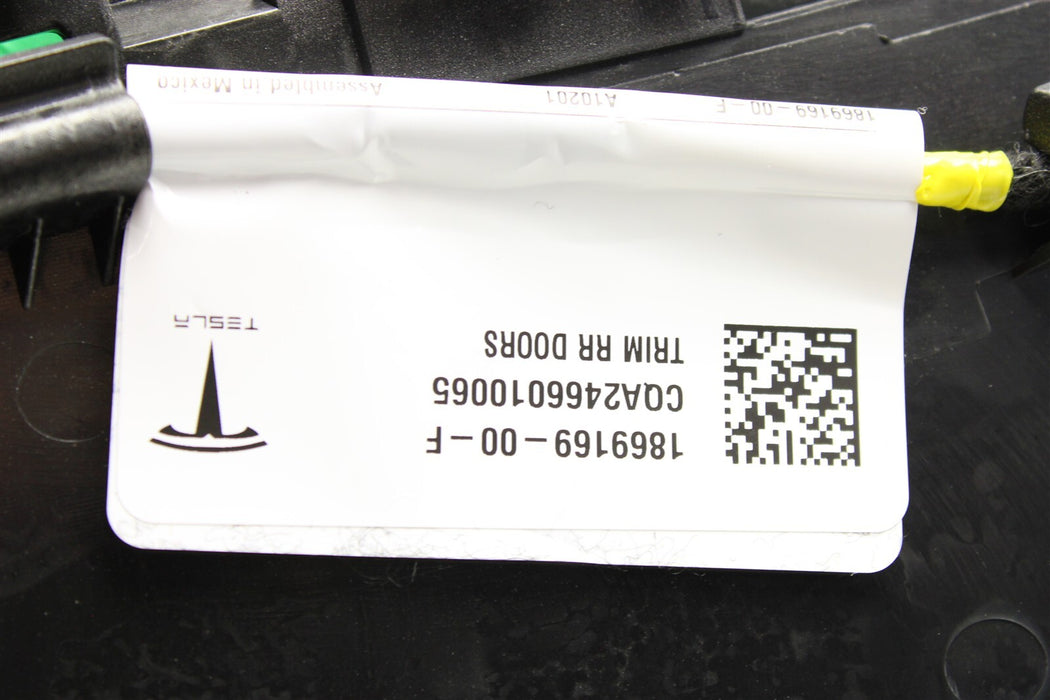 1869169-00-F
CQA2466010065
TRIM RR DOORS
TESLA
1869169-00-F A10201 Assembled in Mexico